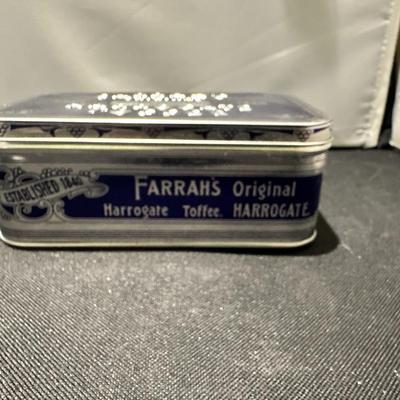 ESTABLISHED 1840
FARRAH'S Original
Harrogate Toffee. HARROGATE